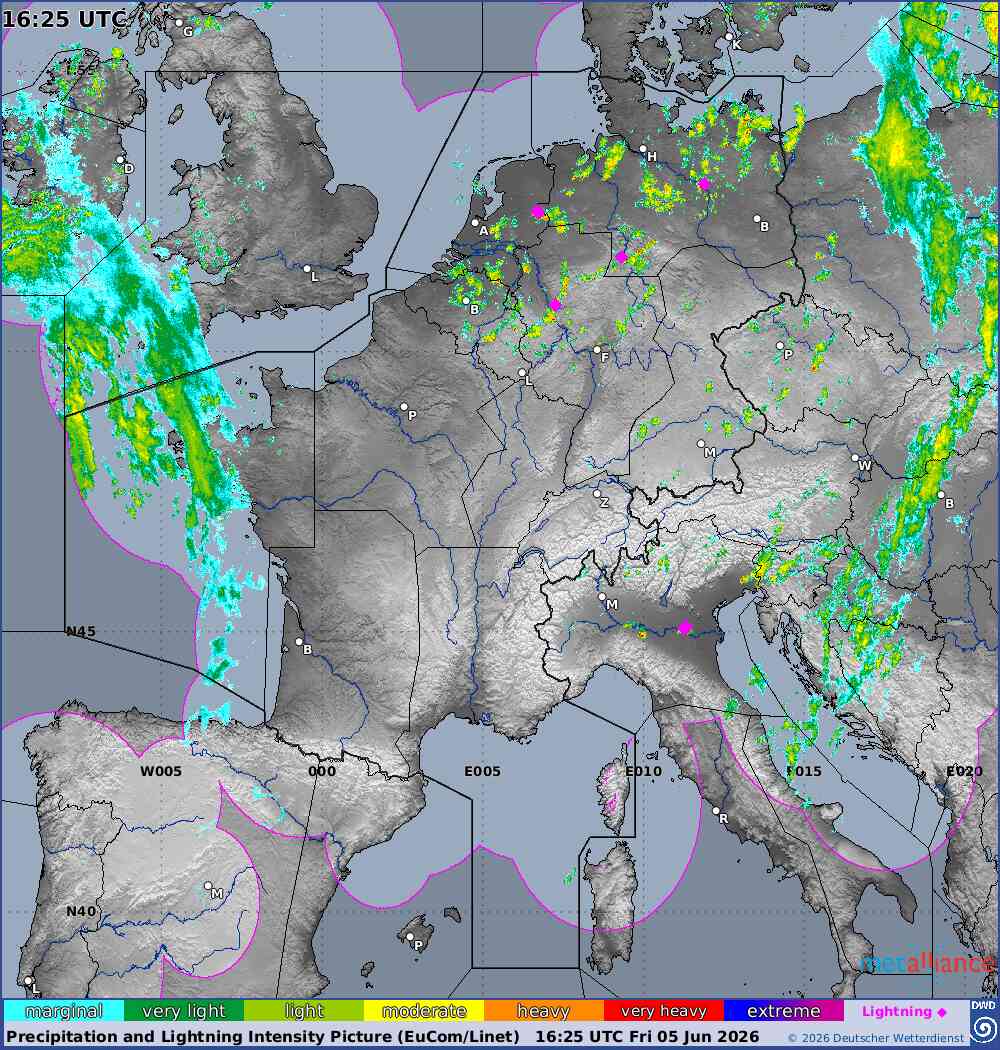 16:25 UTC
G
K
N55
D
H
A
B
L
B
P
F
L
P
M
W
Z
B
M
N45
B
W005
000
E005
E010
E015
E020
R
M
N40
P
L
metalliance
marginal
very light
light
moderate
heavy
very heavy
extreme
Lightning
DWD
Precipitation and Lightning Intensity Picture (EuCom/Linet) 16:25 UTC Fri 05 Jun 2026
© 2026 Deutscher Wetterdienst